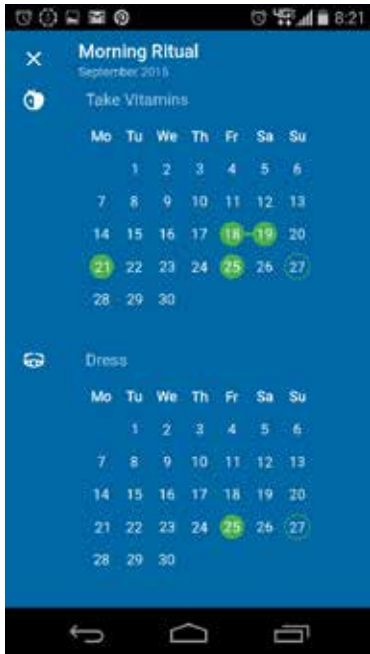 4G 8:21
Morning Ritual
September 2015
Take Vitamins
Mo Tu We Th Fr Sa Su
1 2 3 4 5 6
7 8 9 10 11 12 13
14 15 16 17 18 19 20
21 22 23 24 25 26 27
28 29 30
Dress
Mo Tu We Th Fr Sa Su
1 2 3 4 5 6
7 8 9 10 11 12 13
14 15 16 17 18 19 20
21 22 23 24 25 26 27
28 29 30